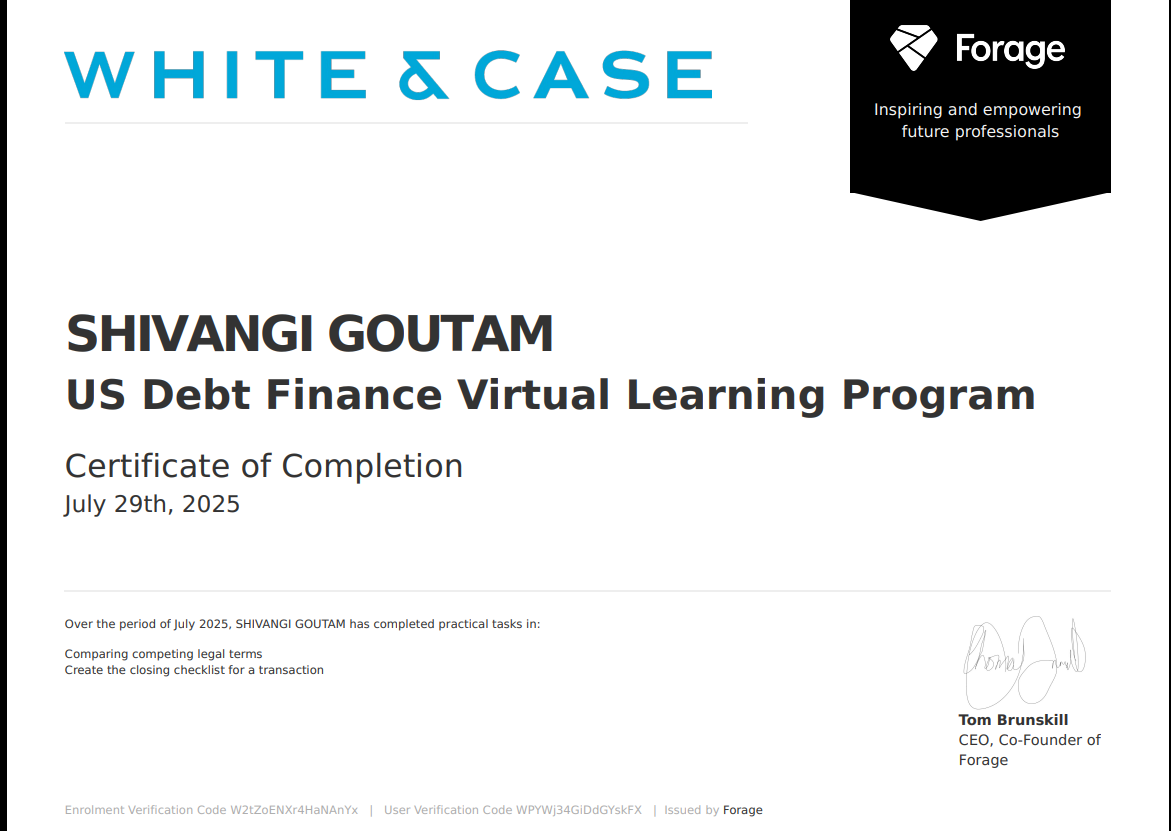 WHITE & CASE
Forage
Inspiring and empowering
future professionals
SHIVANGI GOUTAM
US Debt Finance Virtual Learning Program
Certificate of Completion
July 29th, 2025
Over the period of July 2025, SHIVANGI GOUTAM has completed practical tasks in:
Comparing competing legal terms
Create the closing checklist for a transaction
Tom Brunskill
CEO, Co-Founder of
Forage
Enrolment Verification Code W2tZoENXr4HaNAnYx | User Verification Code WPYWj34GiDdGYskFX | Issued by Forage